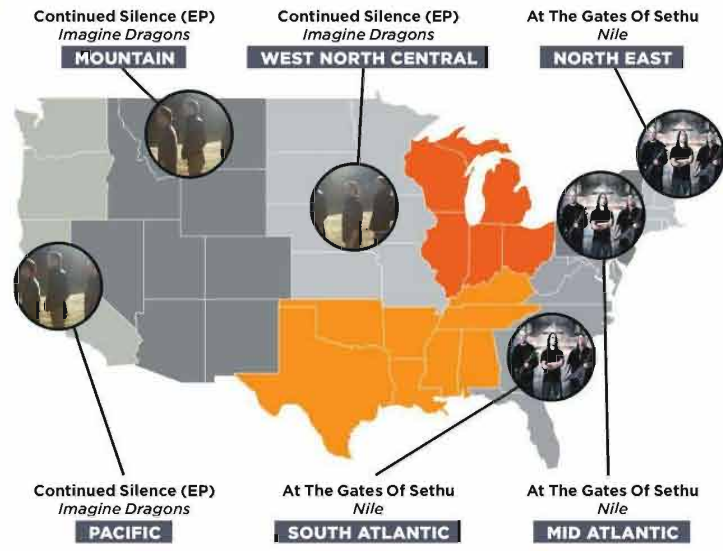 Continued Silence (EP)
Imagine Dragons
MOUNTAIN
Continued Silence (EP)
Imagine Dragons
WEST NORTH CENTRAL
At The Gates Of Sethu
Nile
NORTH EAST
Continued Silence (EP)
Imagine Dragons
PACIFIC
At The Gates Of Sethu
Nile
SOUTH ATLANTIC
At The Gates Of Sethu
Nile
MID ATLANTIC